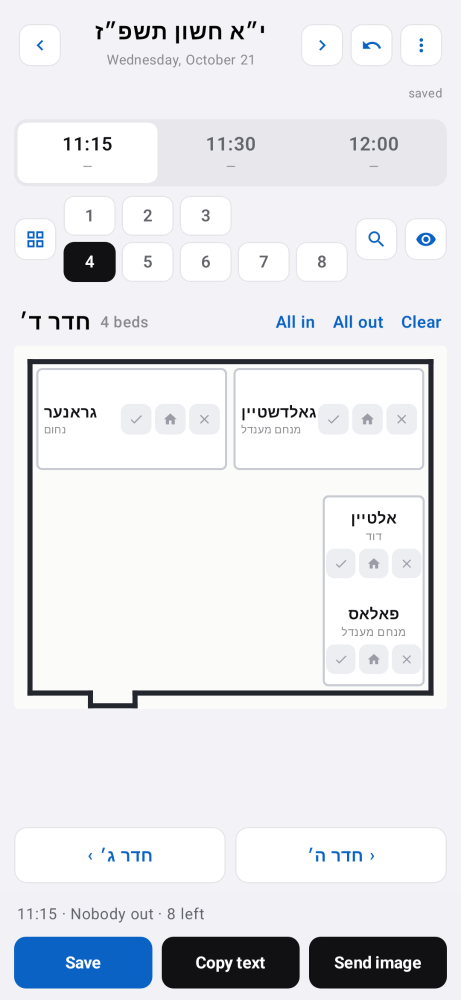 י״א חשון תשפ״ז
Wednesday, October 21
saved
11:15
—
11:30
—
12:00
—
1
2
3
4
5
6
7
8
חדר ד׳
4 beds
All in
All out
Clear
גראנער
נחום
גאלדשטיין
מנחם מענדל
אלטיין
דוד
פאלאס
מנחם מענדל
‹ חדר ג׳
חדר ה׳ ›
11:15 · Nobody out · 8 left
Save
Copy text
Send image